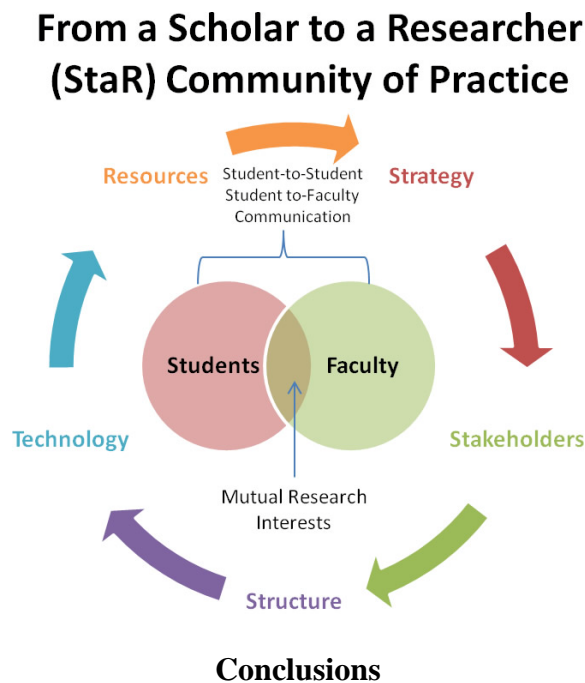 From a Scholar to a Researcher
(StaR) Community of Practice
Resources
Student-to-Student
Student to-Faculty
Communication
Strategy
Students
Faculty
Technology
Stakeholders
Mutual Research
Interests
Structure
Conclusions